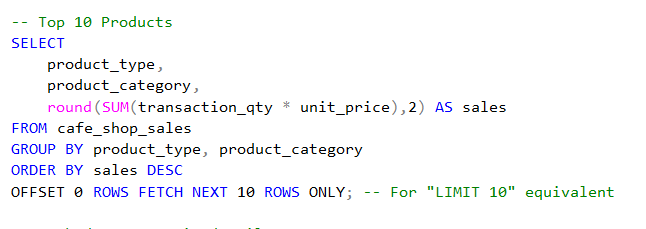 -- Top 10 Products
SELECT
    product_type,
    product_category,
    round(SUM(transaction_qty * unit_price),2) AS sales
FROM cafe_shop_sales
GROUP BY product_type, product_category
ORDER BY sales DESC
OFFSET 0 ROWS FETCH NEXT 10 ROWS ONLY; -- For "LIMIT 10" equivalent